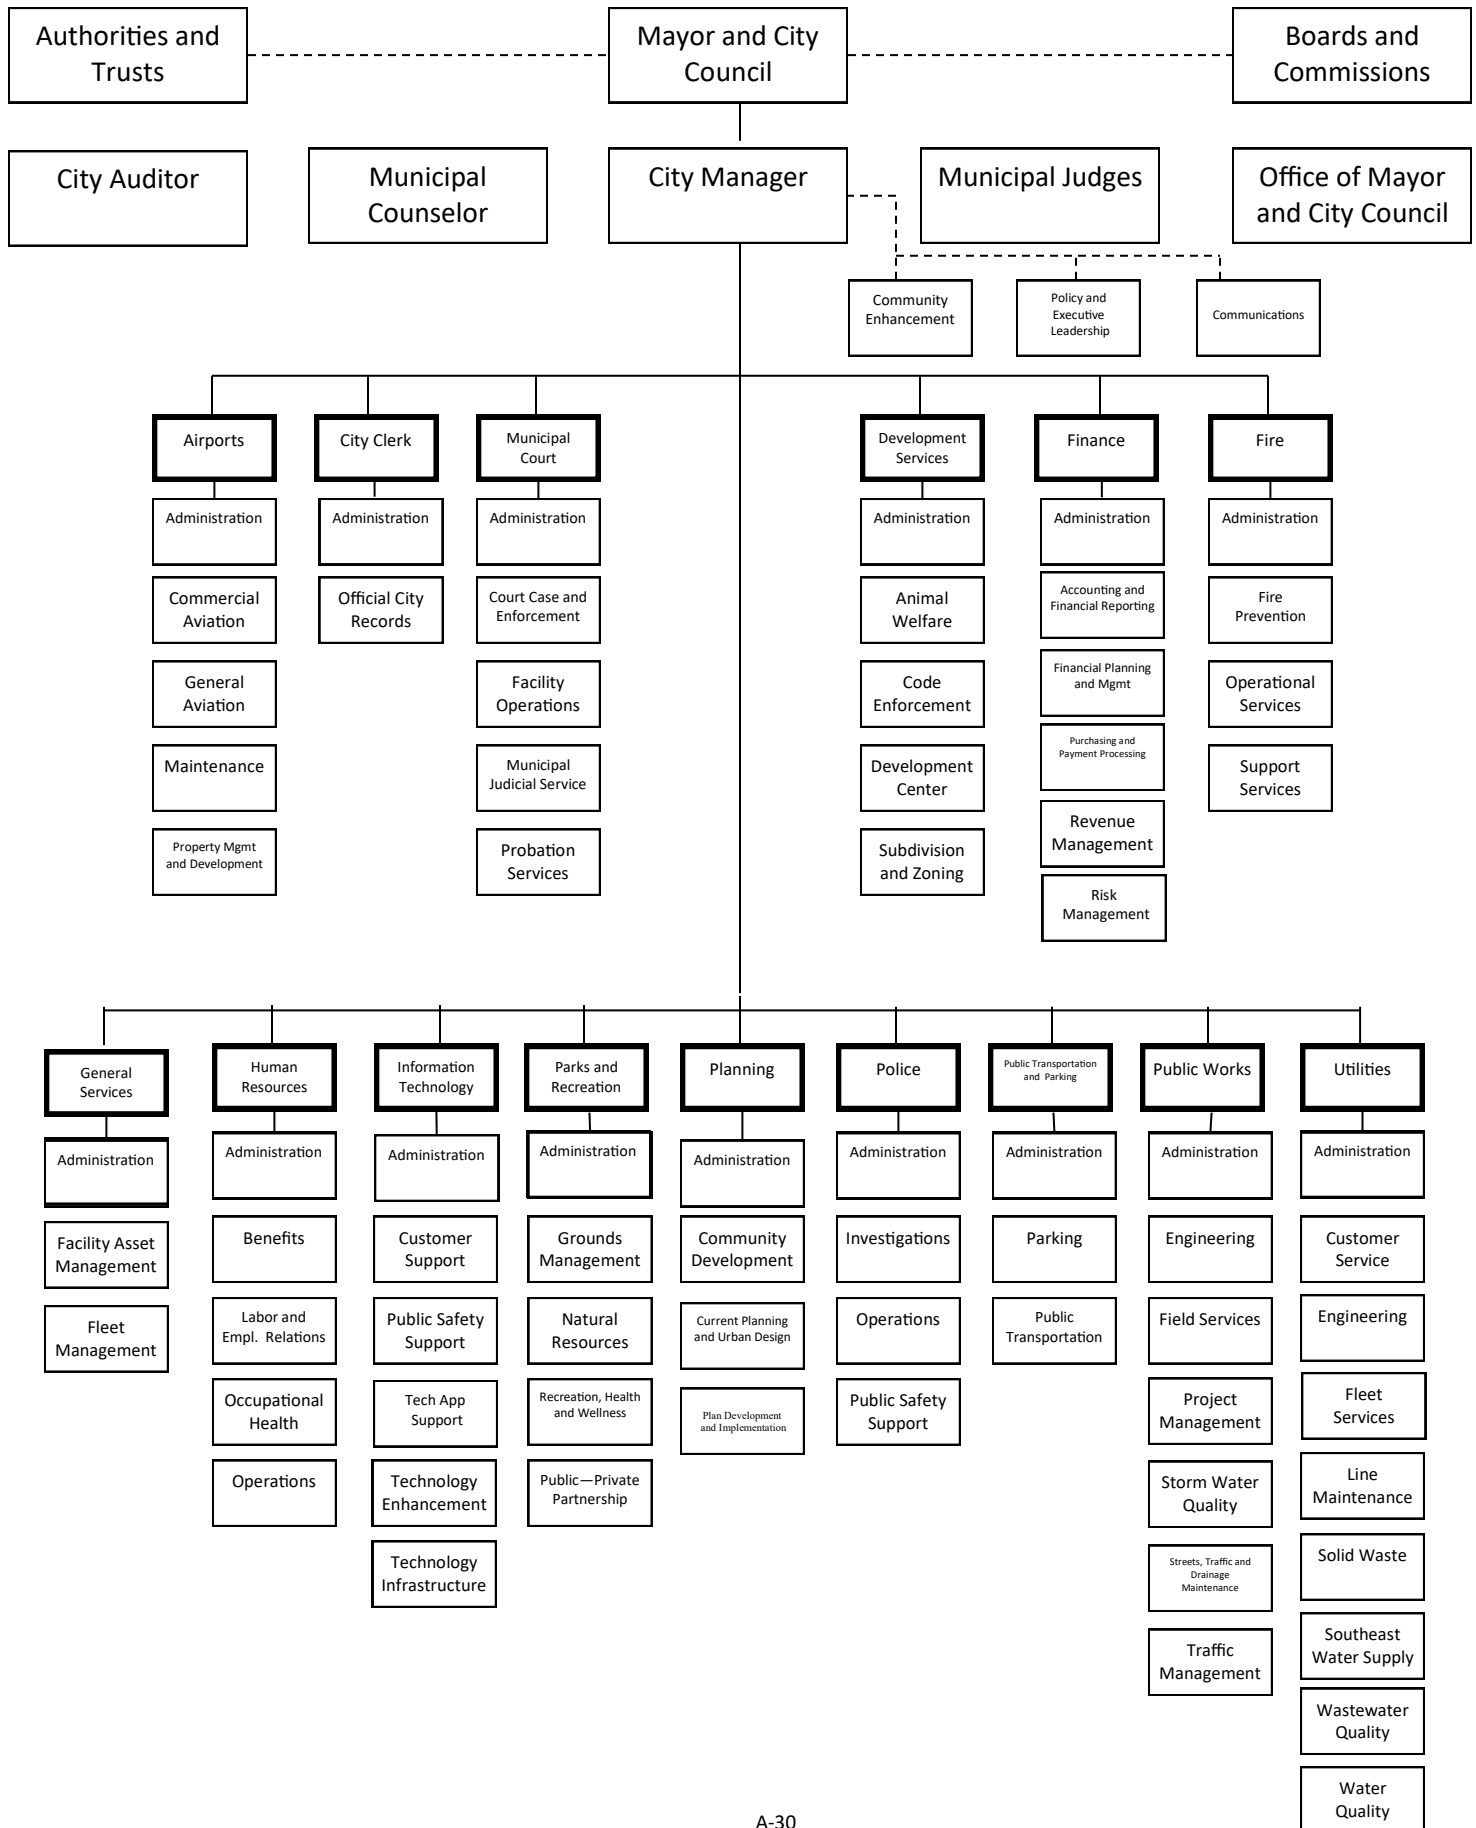 Authorities and
Trusts
Mayor and City
Council
Boards and
Commissions
City Auditor
Municipal
Counselor
City Manager
Municipal Judges
Office of Mayor
and City Council
Community
Enhancement
Policy and
Executive
Leadership
Communications
Airports
Administration
Commercial
Aviation
General
Aviation
Maintenance
Property Mgmt
and Development
City Clerk
Administration
Official City
Records
Municipal
Court
Administration
Court Case and
Enforcement
Facility
Operations
Municipal
Judicial Service
Probation
Services
Development
Services
Administration
Animal
Welfare
Code
Enforcement
Development
Center
Subdivision
and Zoning
Finance
Administration
Accounting and
Financial Reporting
Financial Planning
and Mgmt
Purchasing and
Payment Processing
Revenue
Management
Risk
Management
Fire
Administration
Fire
Prevention
Operational
Services
Support
Services
General
Services
Administration
Facility Asset
Management
Fleet
Management
Human
Resources
Administration
Benefits
Labor and
Empl. Relations
Occupational
Health
Operations
Information
Technology
Administration
Customer
Support
Public Safety
Support
Tech App
Support
Technology
Enhancement
Technology
Infrastructure
Parks and
Recreation
Administration
Grounds
Management
Natural
Resources
Recreation, Health
and Wellness
Public—Private
Partnership
Planning
Administration
Community
Development
Current Planning
and Urban Design
Plan Development
and Implementation
Police
Administration
Investigations
Operations
Public Safety
Support
Public Transportation
and Parking
Administration
Parking
Public
Transportation
Public Works
Administration
Engineering
Field Services
Project
Management
Storm Water
Quality
Streets, Traffic and
Drainage
Maintenance
Traffic
Management
Utilities
Administration
Customer
Service
Engineering
Fleet
Services
Line
Maintenance
Solid Waste
Southeast
Water Supply
Wastewater
Quality
Water
Quality
A-30